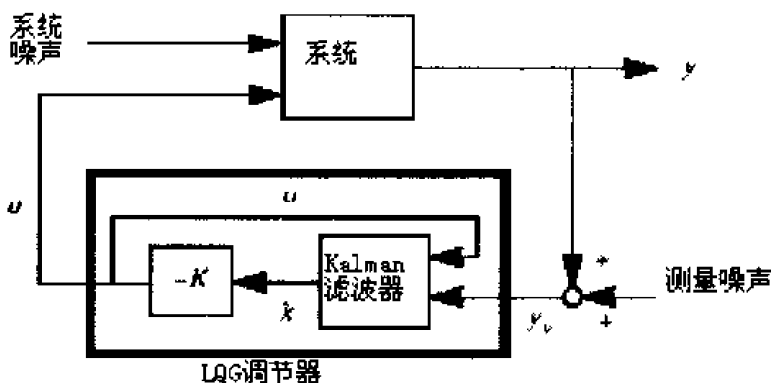 系统
噪声
系统
y
u
u
-K
Kalman
滤波器
x̂
y_v
+
+
测量噪声
LQG调节器